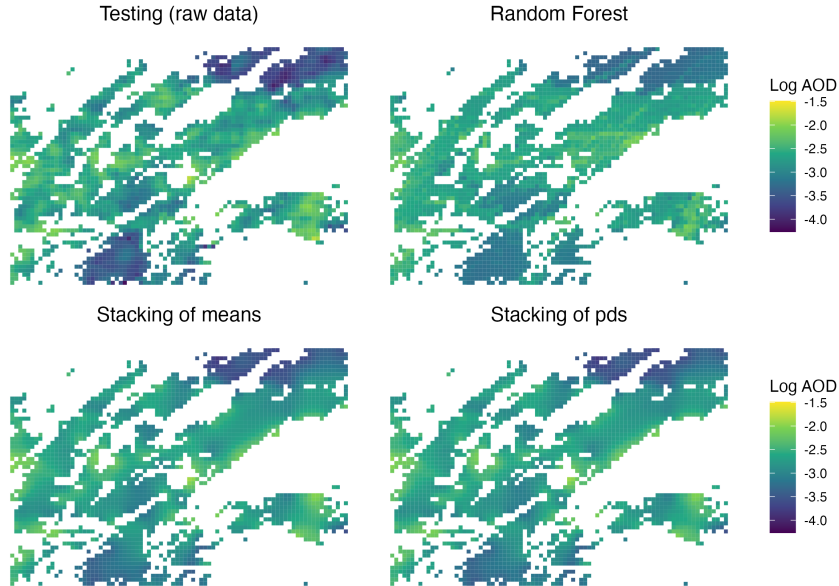 Testing (raw data)
Random Forest
Log AOD
-1.5
-2.0
-2.5
-3.0
-3.5
-4.0
Stacking of means
Stacking of pds
Log AOD
-1.5
-2.0
-2.5
-3.0
-3.5
-4.0